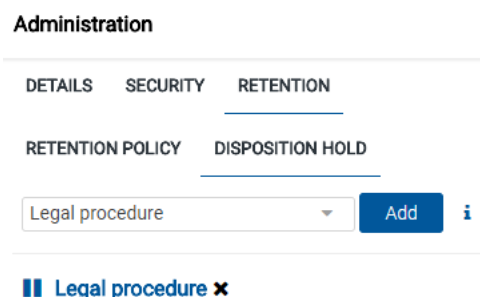 Administration
DETAILS SECURITY RETENTION
RETENTION POLICY DISPOSITION HOLD
Legal procedure Add i
Legal procedure